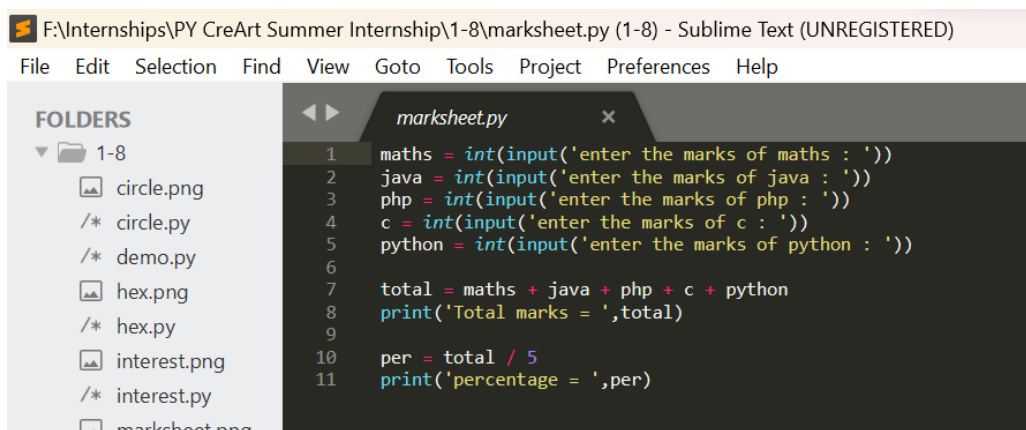 F:\Internships\PY CreArt Summer Internship\1-8\marksheet.py (1-8) - Sublime Text (UNREGISTERED)
File Edit Selection Find View Goto Tools Project Preferences Help
FOLDERS
1-8
circle.png
/* circle.py
/* demo.py
hex.png
/* hex.py
interest.png
/* interest.py
marksheet.png
marksheet.py ×
1 maths = int(input('enter the marks of maths : '))
2 java = int(input('enter the marks of java : '))
3 php = int(input('enter the marks of php : '))
4 c = int(input('enter the marks of c : '))
5 python = int(input('enter the marks of python : '))
6
7 total = maths + java + php + c + python
8 print('Total marks = ',total)
9
10 per = total / 5
11 print('percentage = ',per)